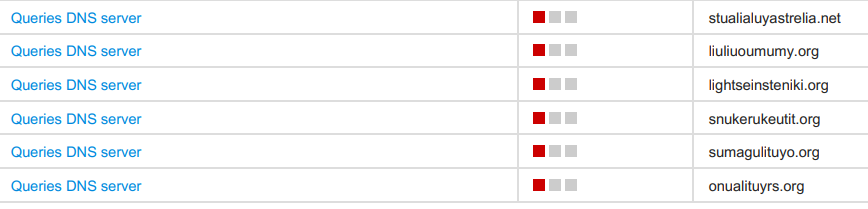 Queries DNS server stualialuyastrelia.net
Queries DNS server liuliuoumumy.org
Queries DNS server lightseinsteniki.org
Queries DNS server snukerukeutit.org
Queries DNS server sumagulituyo.org
Queries DNS server onualituyrs.org